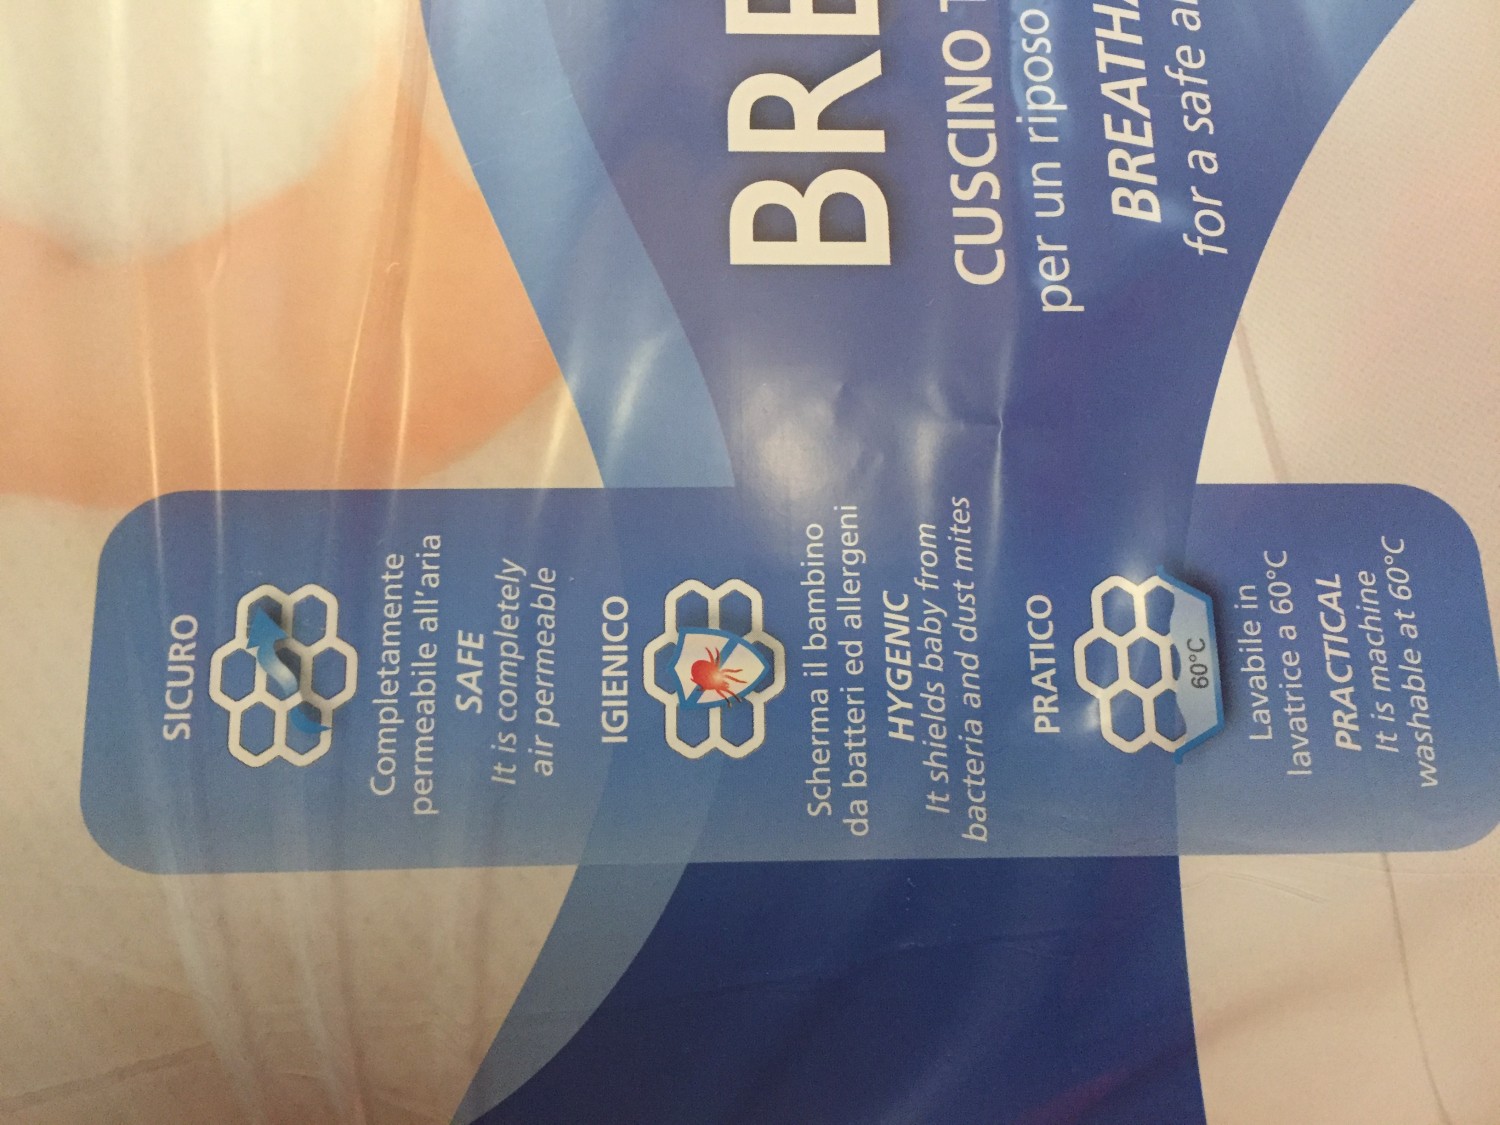 SICURO
Completamente
permeabile all'aria
SAFE
It is completely
air permeable
IGIENICO
Scherma il bambino
da batteri ed allergeni
HYGENIC
It shields baby from
bacteria and dust mites
PRATICO
60°C
Lavabile in
lavatrice a 60°C
PRACTICAL
It is machine
washable at 60°C
CUSCINO
per un riposo
for a safe